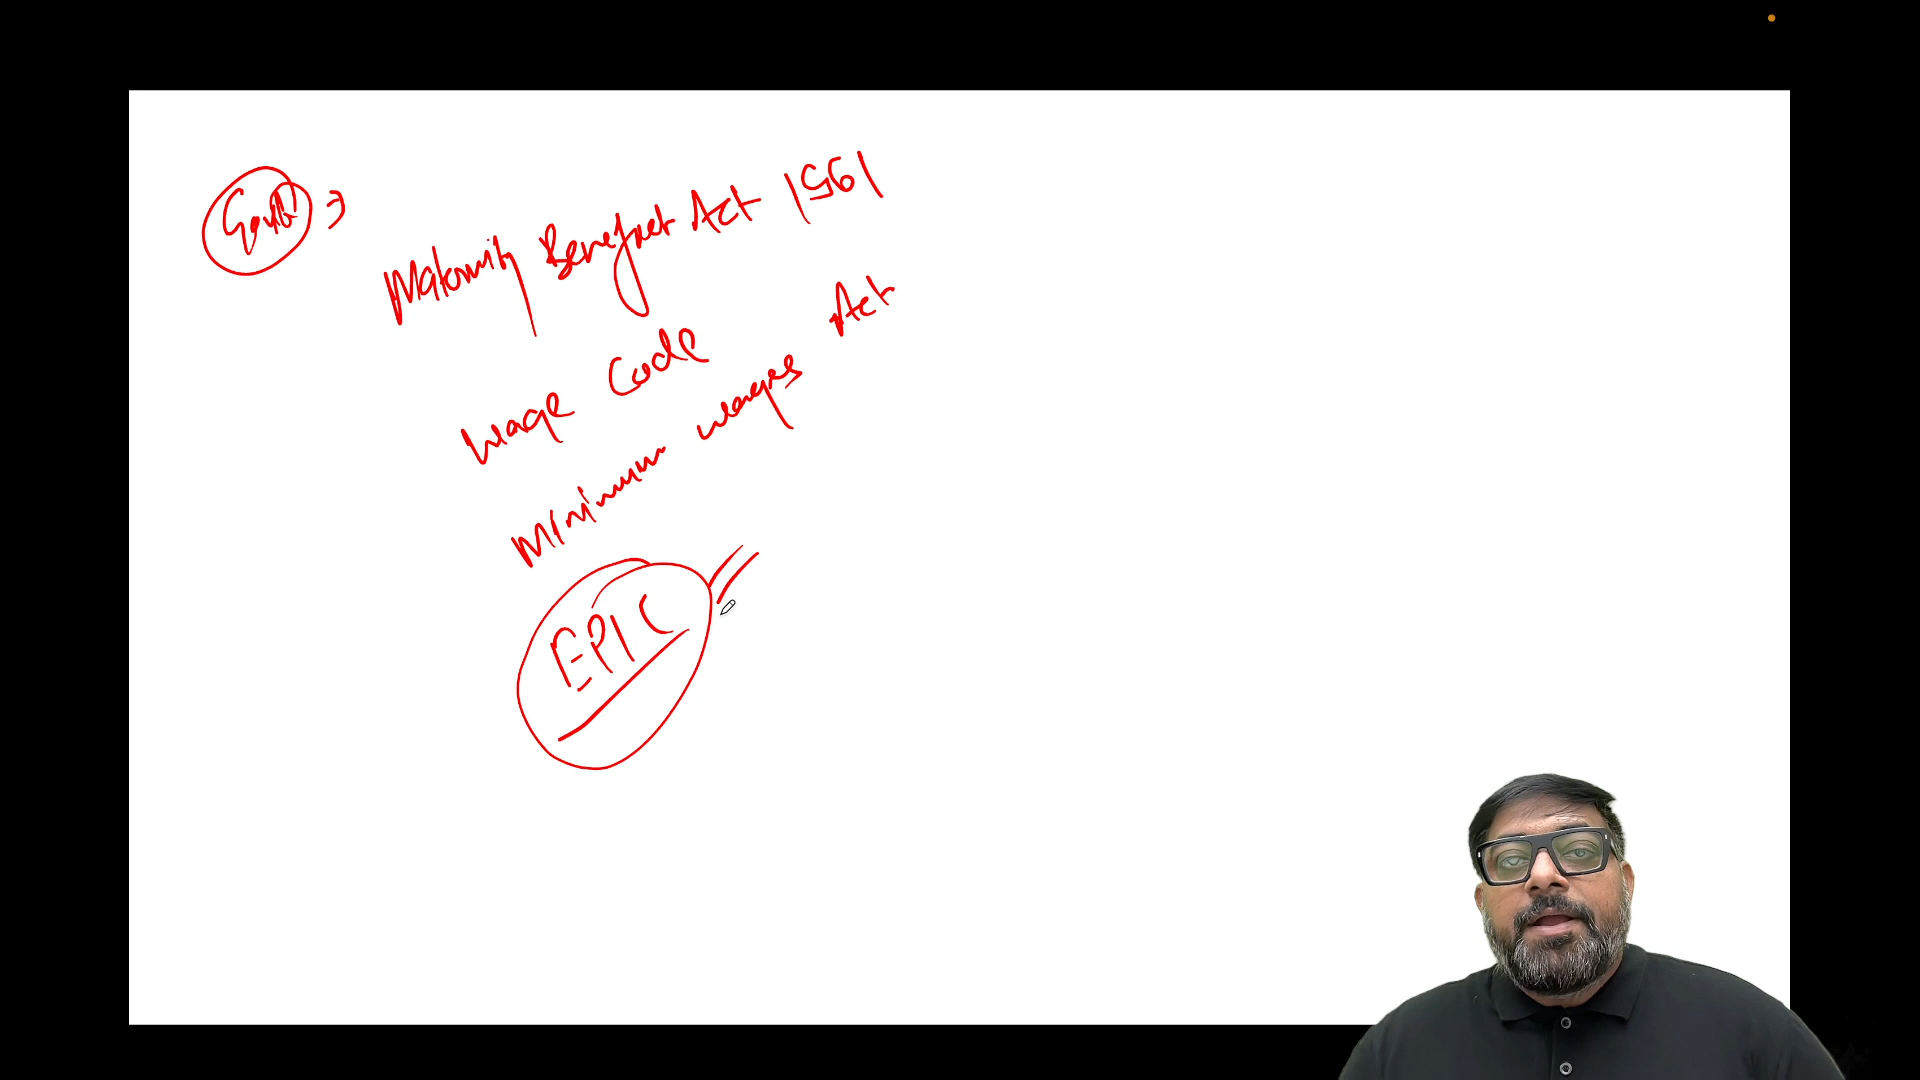 Govt ⇒
Maternity Benefit Act 1961
Wage Code
Minimum wages Act
EPIC